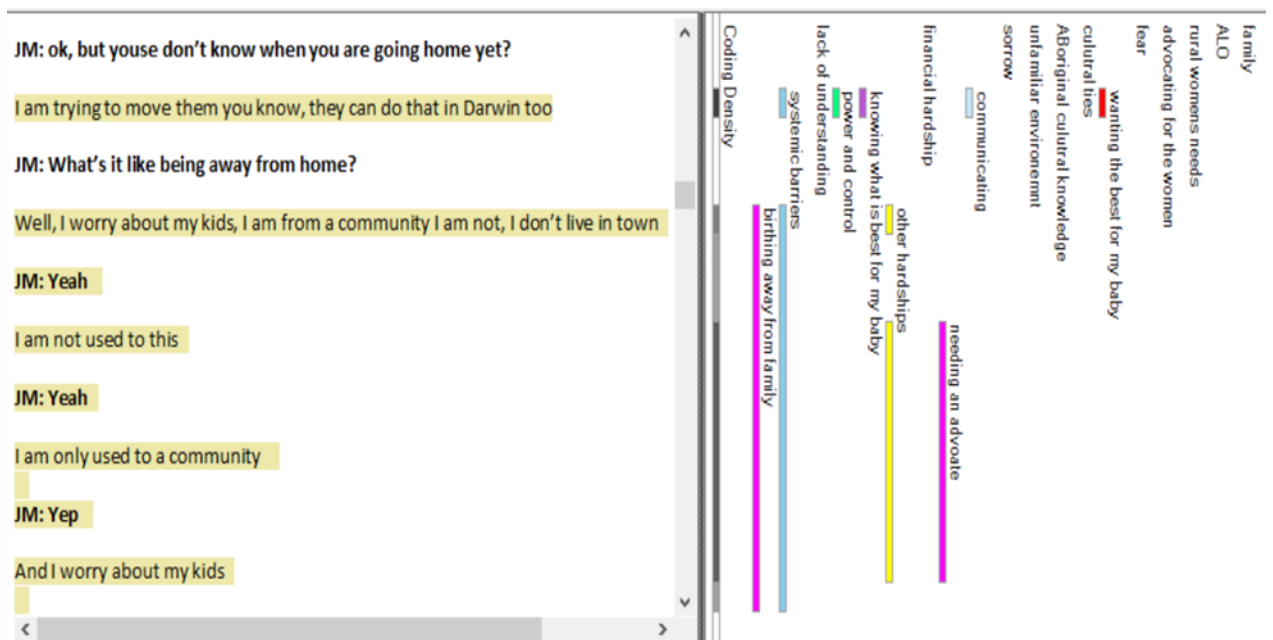 JM: ok, but youse don't know when you are going home yet?
I am trying to move them you know, they can do that in Darwin too
JM: What's it like being away from home?
Well, I worry about my kids, I am from a community I am not, I don't live in town
JM: Yeah
I am not used to this
JM: Yeah
I am only used to a community
JM: Yep
And I worry about my kids
Coding Density
birthing away from family
systemic barriers
lack of understanding
power and control
knowing what is best for my baby
other hardships
financial hardship
needing an advoate
communicating
sorrow
unfamiliar environemnt
ABoriginal culutral knowledge
culutral ties
wanting the best for my baby
fear
advocating for the women
rural womens needs
ALO
family